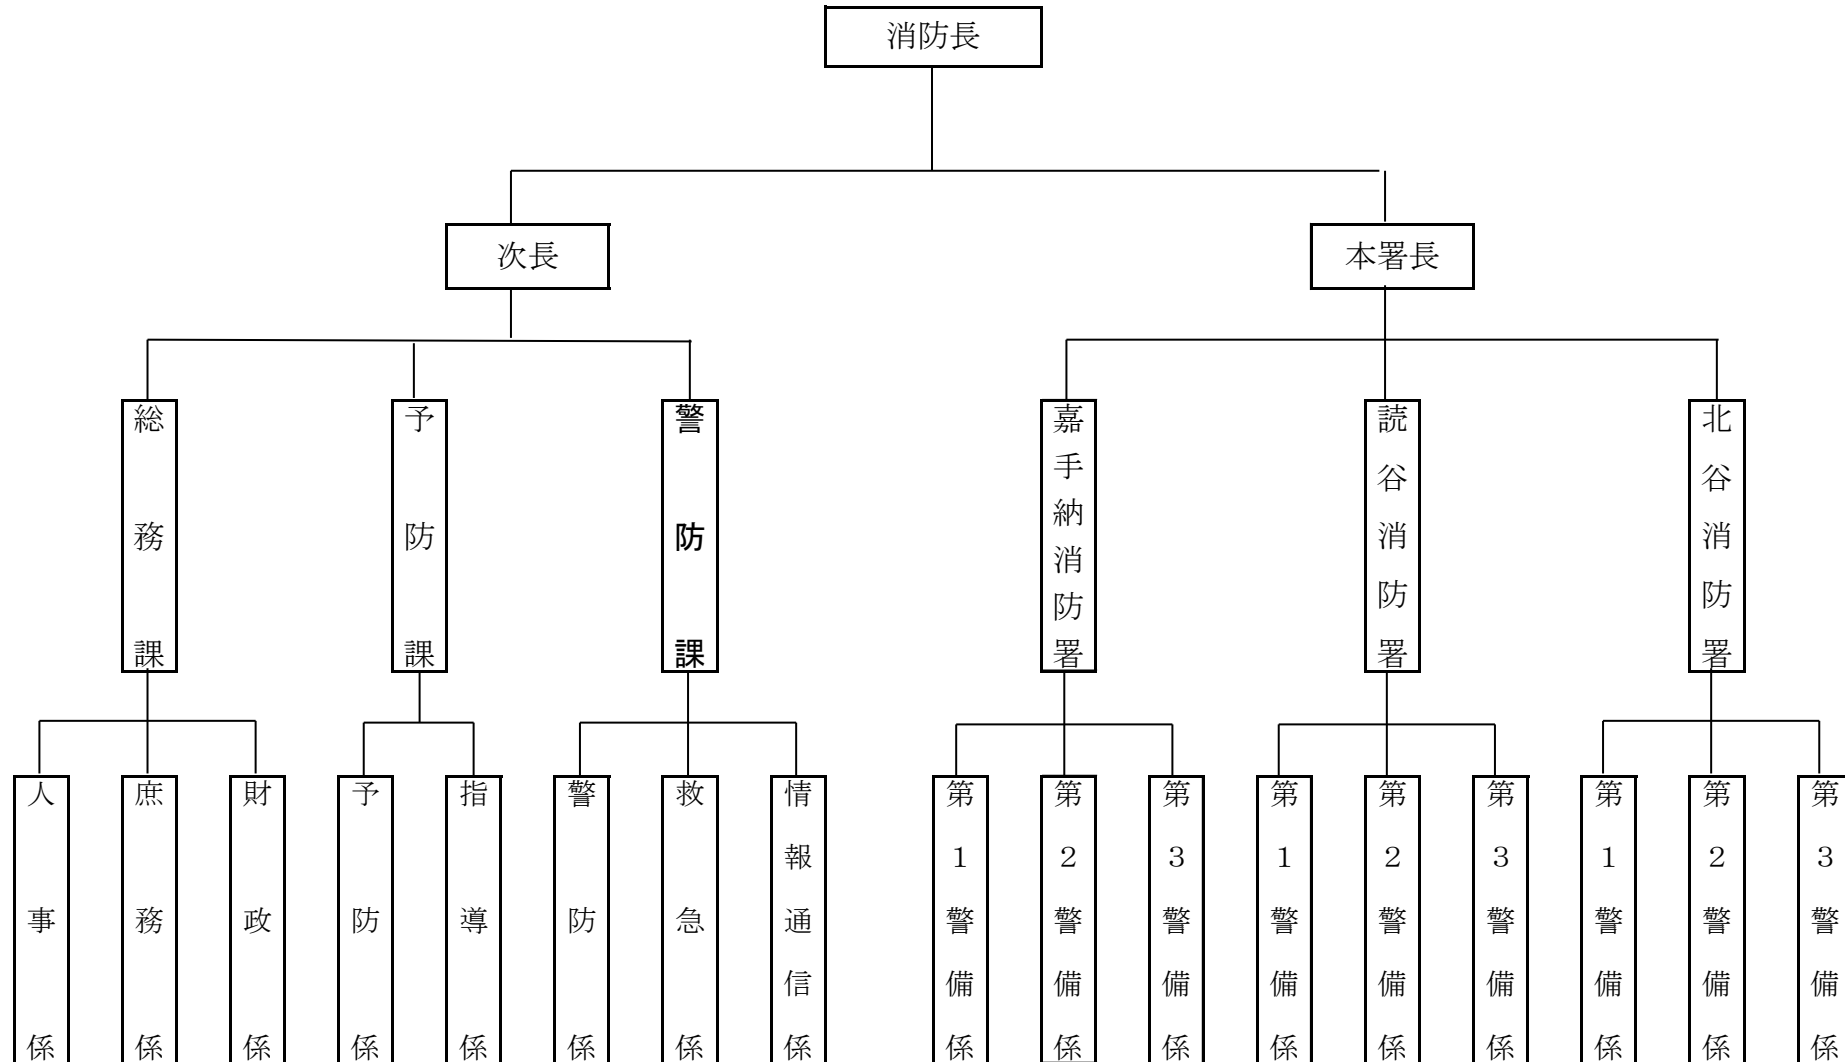 消防長
次長
本署長
総務課
予防課
警防課
嘉手納消防署
読谷消防署
北谷消防署
人事係
庶務係
財政係
予防係
指導係
警防係
救急係
情報通信係
第１警備係
第２警備係
第３警備係
第１警備係
第２警備係
第３警備係
第１警備係
第２警備係
第３警備係